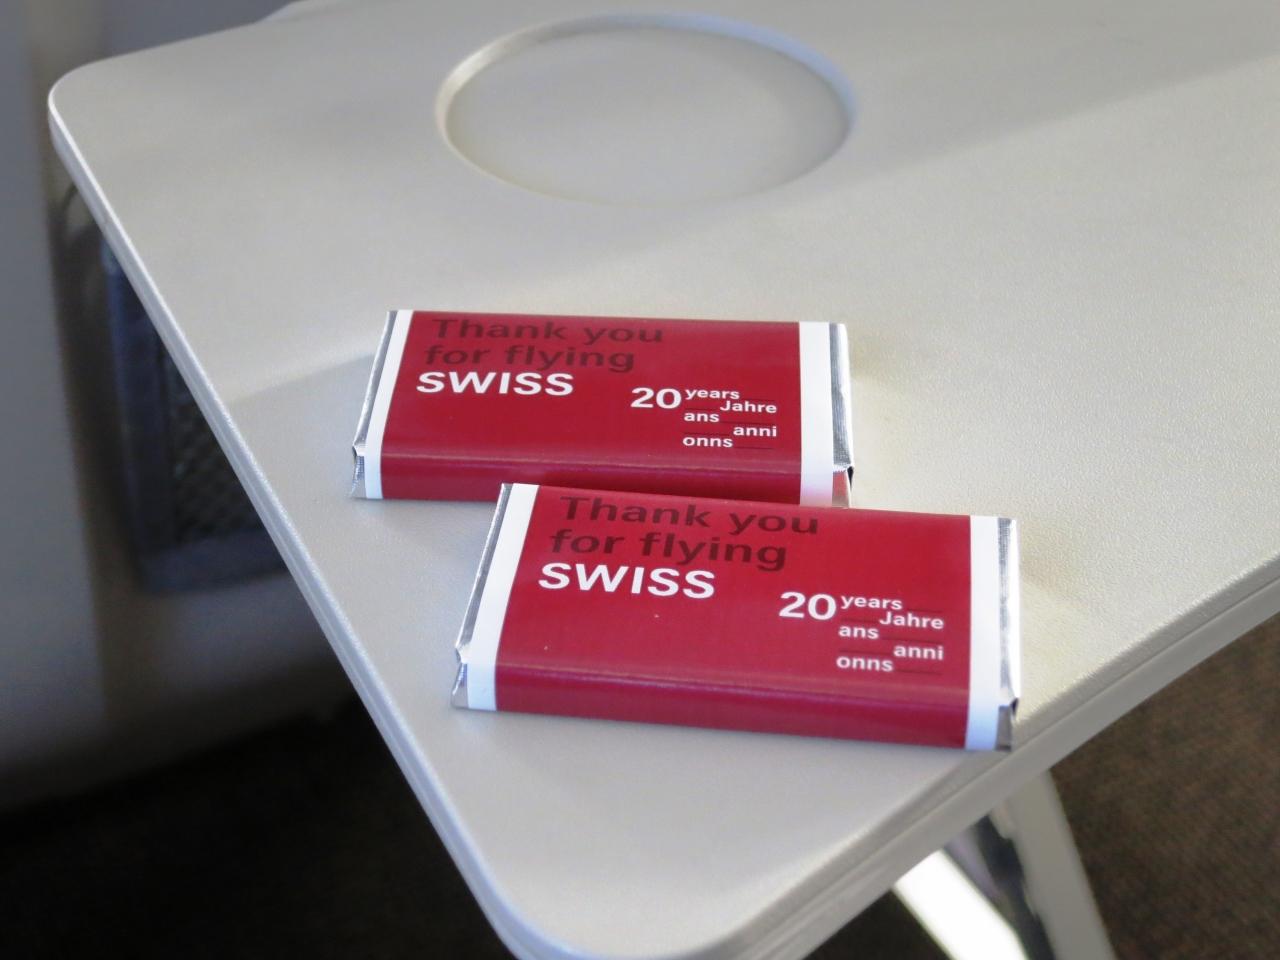 Thank you
for flying
SWISS
20 years
Jahre
ans
anni
onns
Thank you
for flying
SWISS
20 years
Jahre
ans
anni
onns